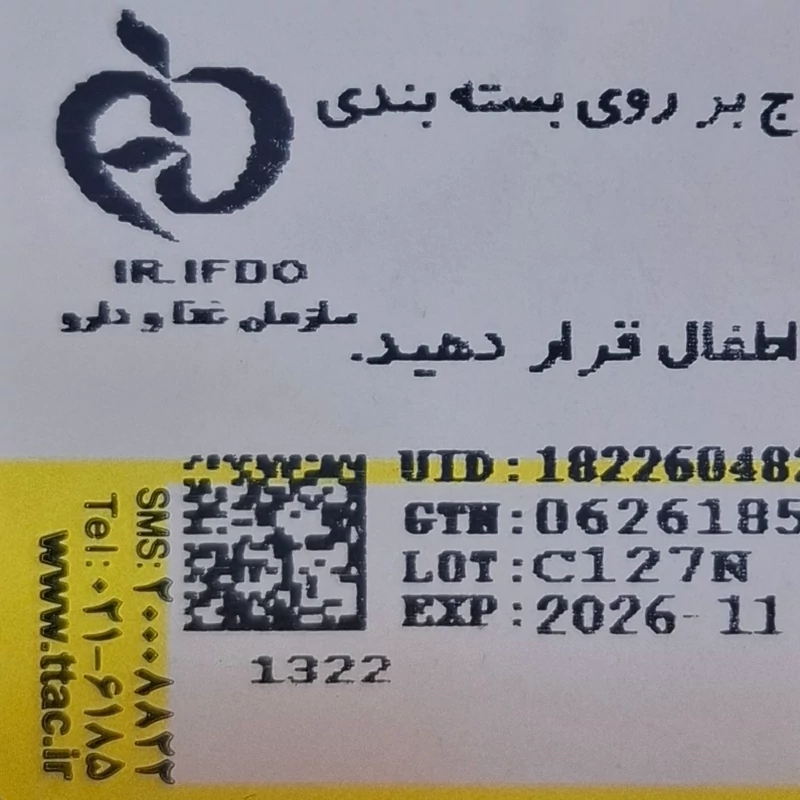 ج بر روی بسته بندی
IR.IFDO
سازمان غذا و دارو
اطفال قرار دهید.
UID:182260482
GTN:0626185
LOT:C127N
EXP:2026-11
1322
SMS: ۲۰۰۰۸۸۲۲
Tel: ۰۲۱-۶۱۸۵
www.ttac.ir